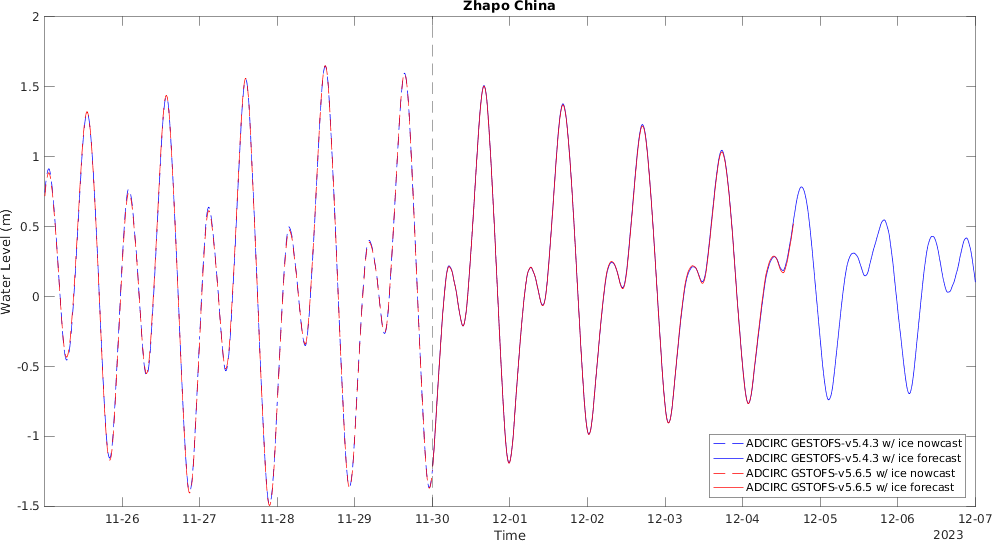 Zhapo China
Water Level (m)
2
1.5
1
0.5
0
-0.5
-1
-1.5
11-26 11-27 11-28 11-29 11-30 12-01 12-02 12-03 12-04 12-05 12-06 12-07
Time
2023
ADCIRC GESTOFS-v5.4.3 w/ ice nowcast
ADCIRC GESTOFS-v5.4.3 w/ ice forecast
ADCIRC GSTOFS-v5.6.5 w/ ice nowcast
ADCIRC GSTOFS-v5.6.5 w/ ice forecast